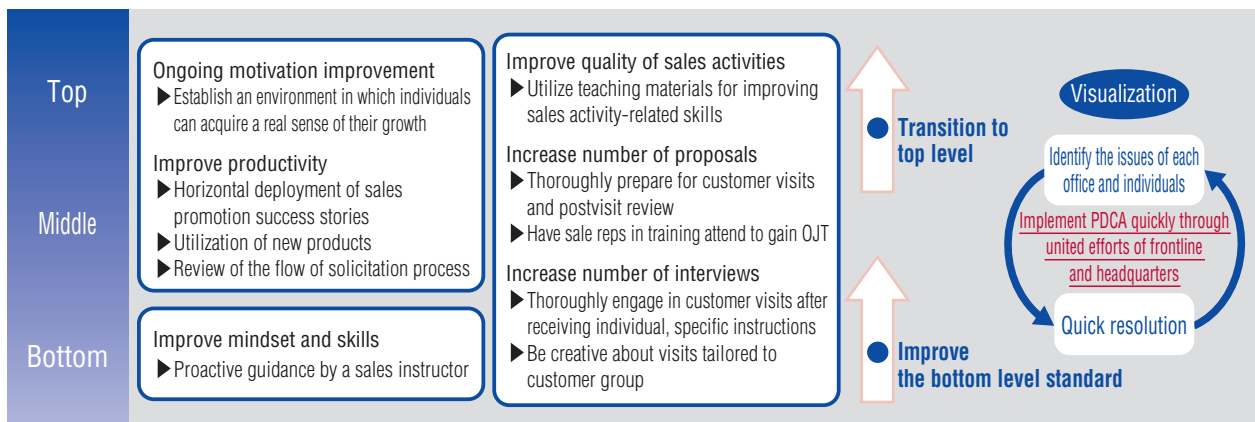 Top
Middle
Bottom
Ongoing motivation improvement
▶Establish an environment in which individuals
can acquire a real sense of their growth
Improve productivity
▶Horizontal deployment of sales
promotion success stories
▶Utilization of new products
▶Review of the flow of solicitation process
Improve mindset and skills
▶Proactive guidance by a sales instructor
Improve quality of sales activities
▶Utilize teaching materials for improving
sales activity-related skills
Increase number of proposals
▶Thoroughly prepare for customer visits
and postvisit review
▶Have sale reps in training attend to gain OJT
Increase number of interviews
▶Thoroughly engage in customer visits after
receiving individual, specific instructions
▶Be creative about visits tailored to
customer group
Transition to
top level
Improve
the bottom level standard
Visualization
Identify the issues of each
office and individuals
Implement PDCA quickly through
united efforts of frontline
and headquarters
Quick resolution